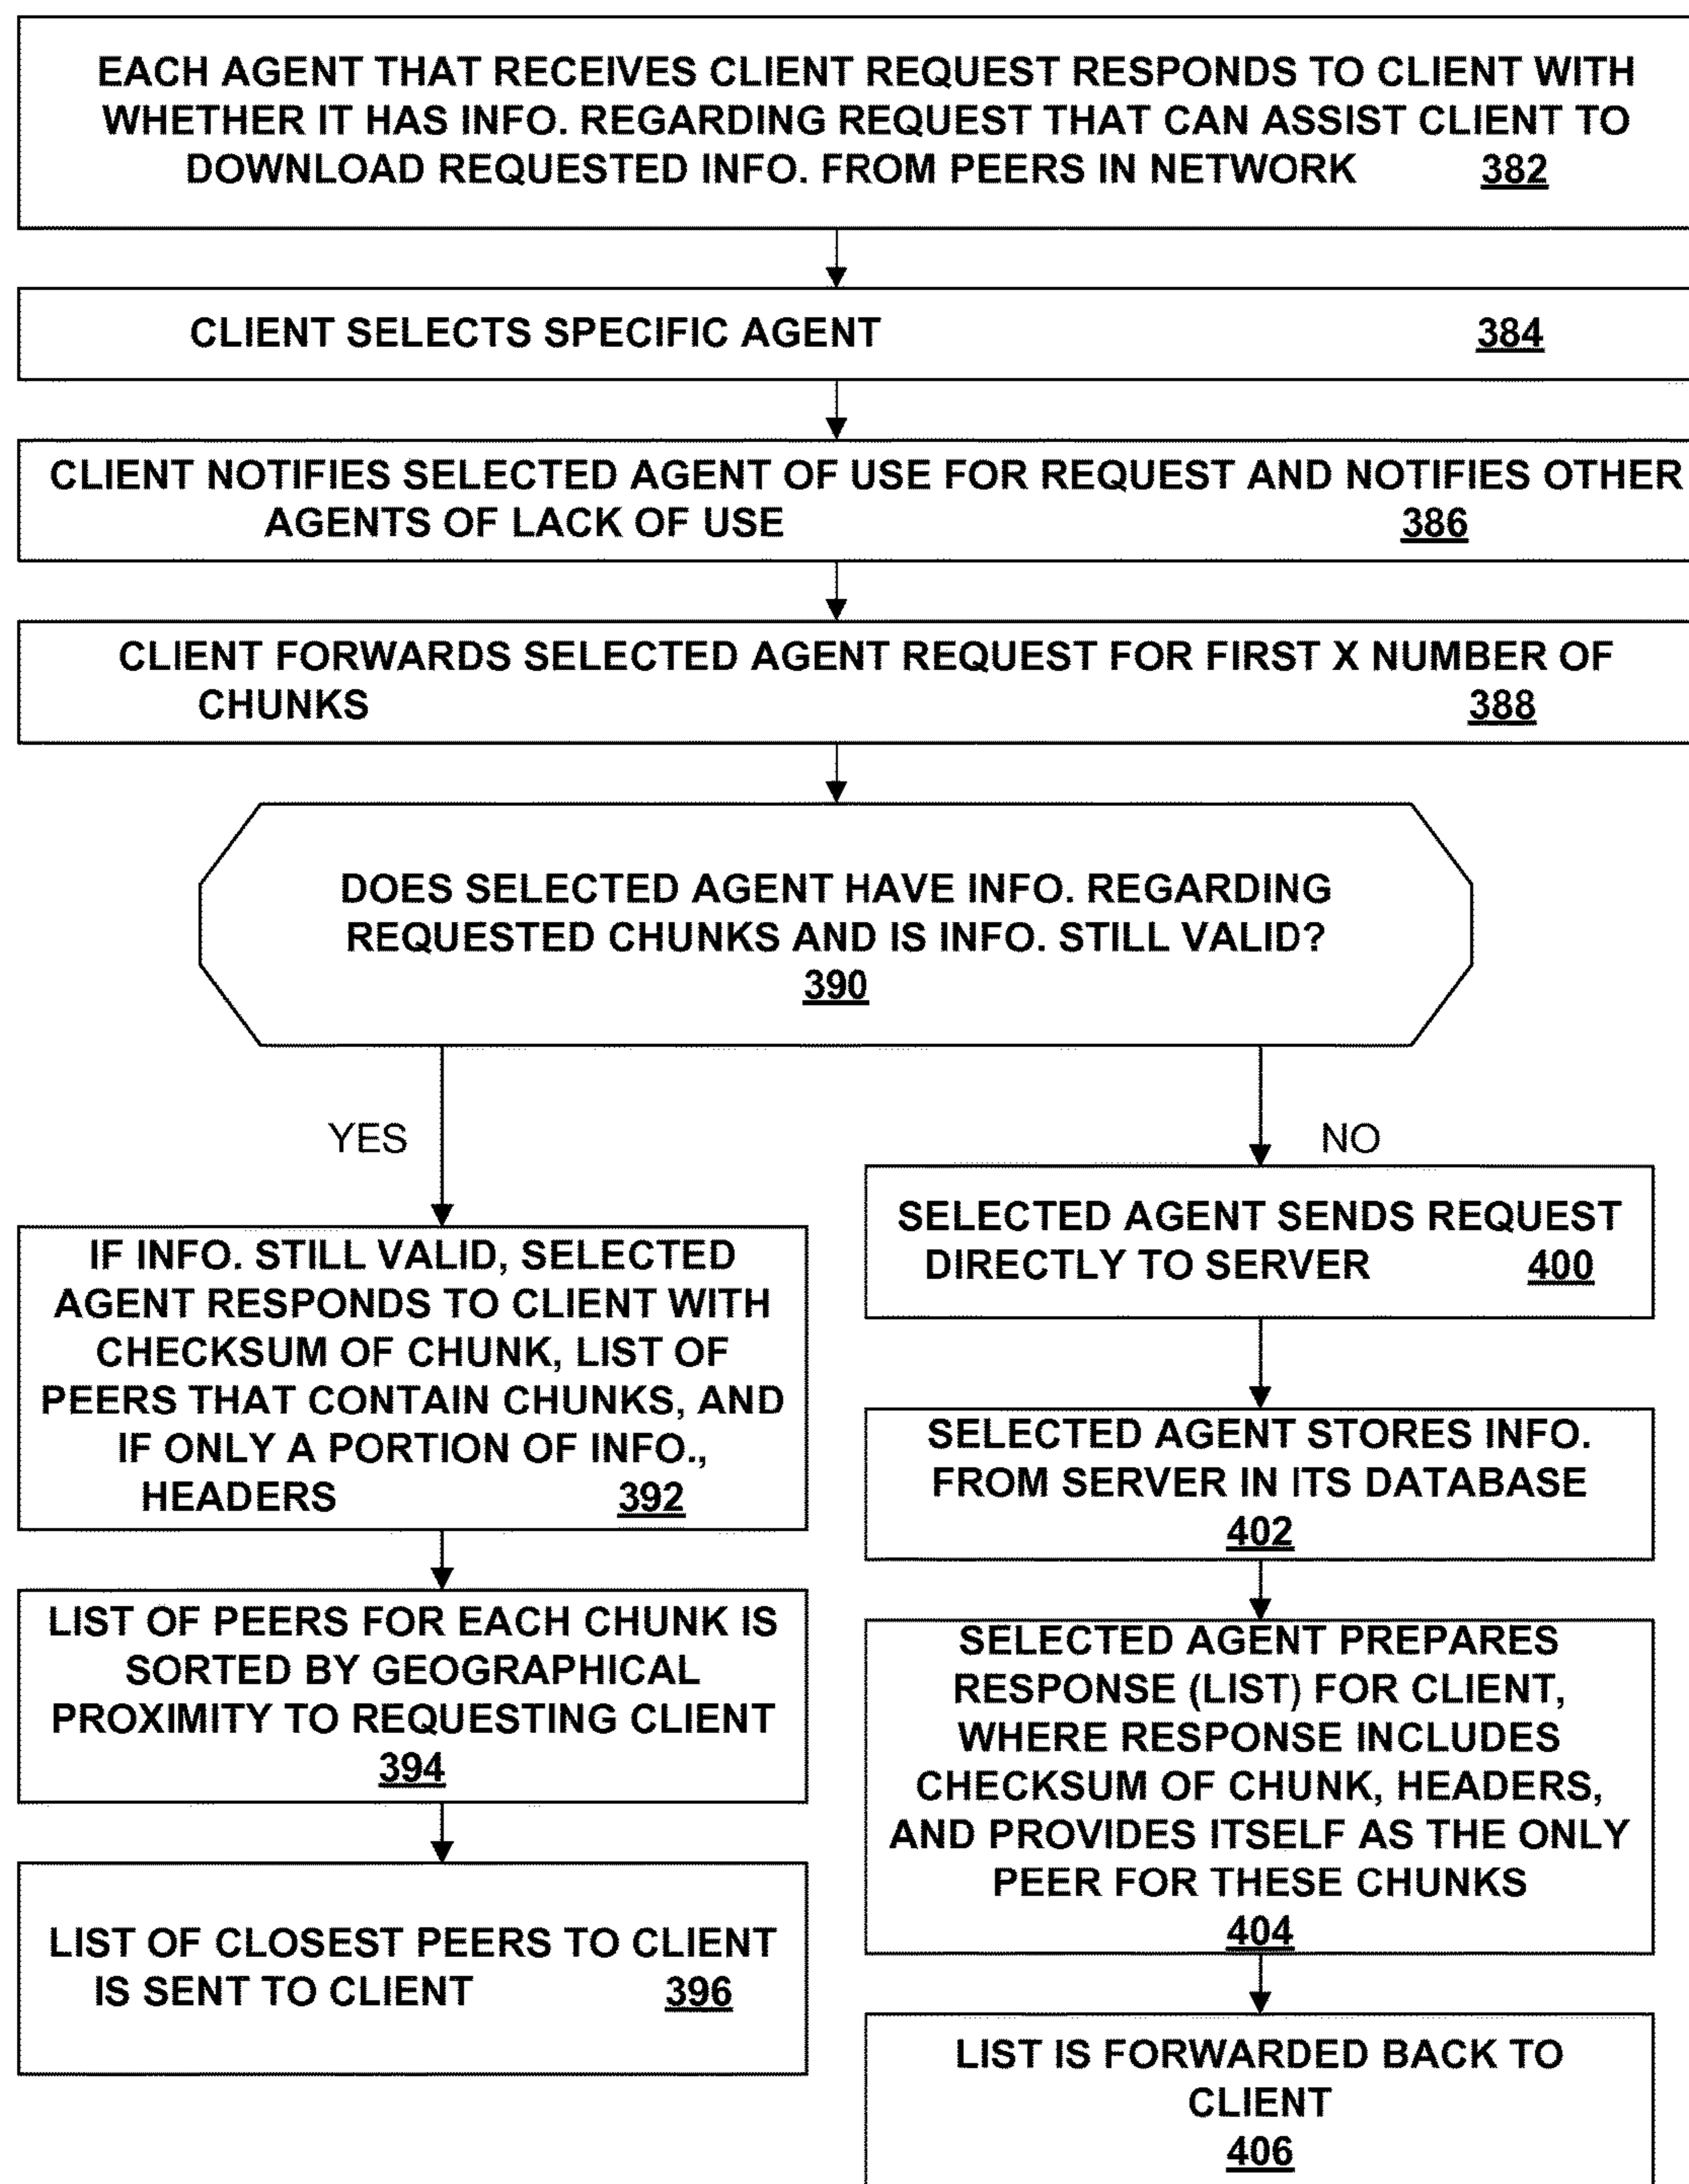 EACH AGENT THAT RECEIVES CLIENT REQUEST RESPONDS TO CLIENT WITH
WHETHER IT HAS INFO. REGARDING REQUEST THAT CAN ASSIST CLIENT TO
DOWNLOAD REQUESTED INFO. FROM PEERS IN NETWORK 382
CLIENT SELECTS SPECIFIC AGENT 384
CLIENT NOTIFIES SELECTED AGENT OF USE FOR REQUEST AND NOTIFIES OTHER
AGENTS OF LACK OF USE 386
CLIENT FORWARDS SELECTED AGENT REQUEST FOR FIRST X NUMBER OF
CHUNKS 388
DOES SELECTED AGENT HAVE INFO. REGARDING
REQUESTED CHUNKS AND IS INFO. STILL VALID?
390
YES
IF INFO. STILL VALID, SELECTED
AGENT RESPONDS TO CLIENT WITH
CHECKSUM OF CHUNK, LIST OF
PEERS THAT CONTAIN CHUNKS, AND
IF ONLY A PORTION OF INFO.,
HEADERS 392
LIST OF PEERS FOR EACH CHUNK IS
SORTED BY GEOGRAPHICAL
PROXIMITY TO REQUESTING CLIENT
394
LIST OF CLOSEST PEERS TO CLIENT
IS SENT TO CLIENT 396
NO
SELECTED AGENT SENDS REQUEST
DIRECTLY TO SERVER 400
SELECTED AGENT STORES INFO.
FROM SERVER IN ITS DATABASE
402
SELECTED AGENT PREPARES
RESPONSE (LIST) FOR CLIENT,
WHERE RESPONSE INCLUDES
CHECKSUM OF CHUNK, HEADERS,
AND PROVIDES ITSELF AS THE ONLY
PEER FOR THESE CHUNKS
404
LIST IS FORWARDED BACK TO
CLIENT
406